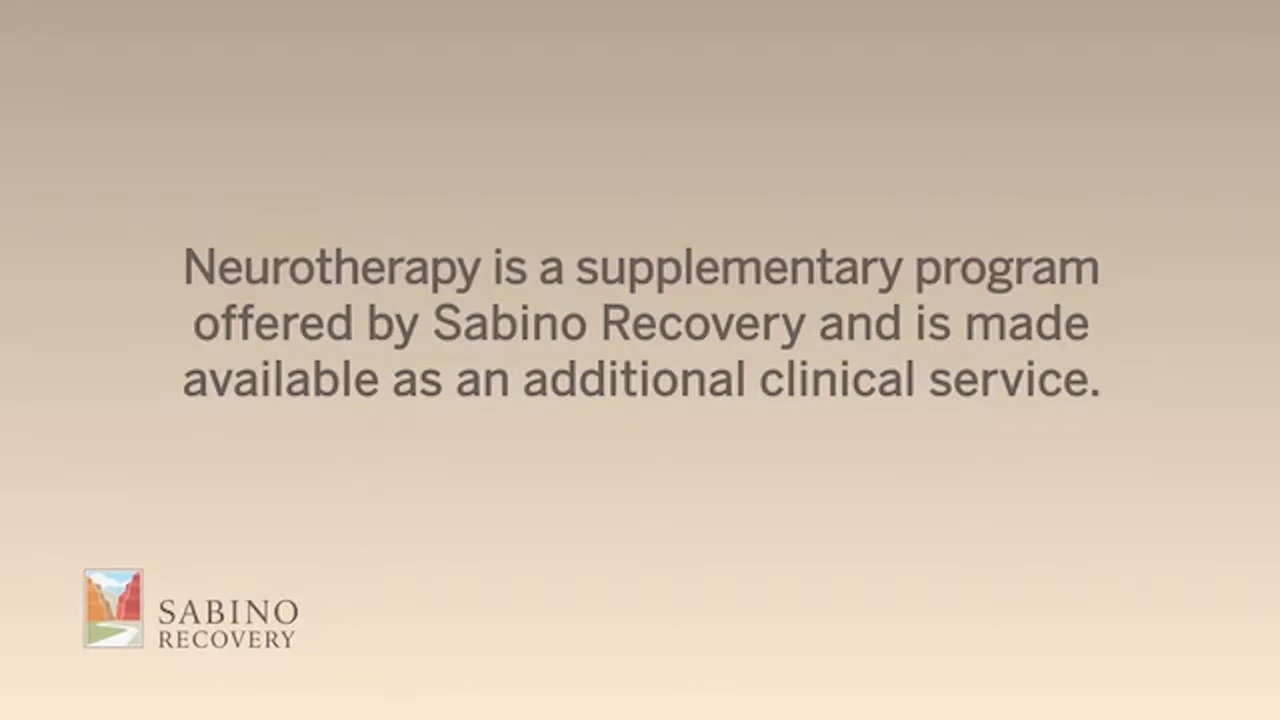 Neurotherapy is a supplementary program
offered by Sabino Recovery and is made
available as an additional clinical service.
SABINO
RECOVERY